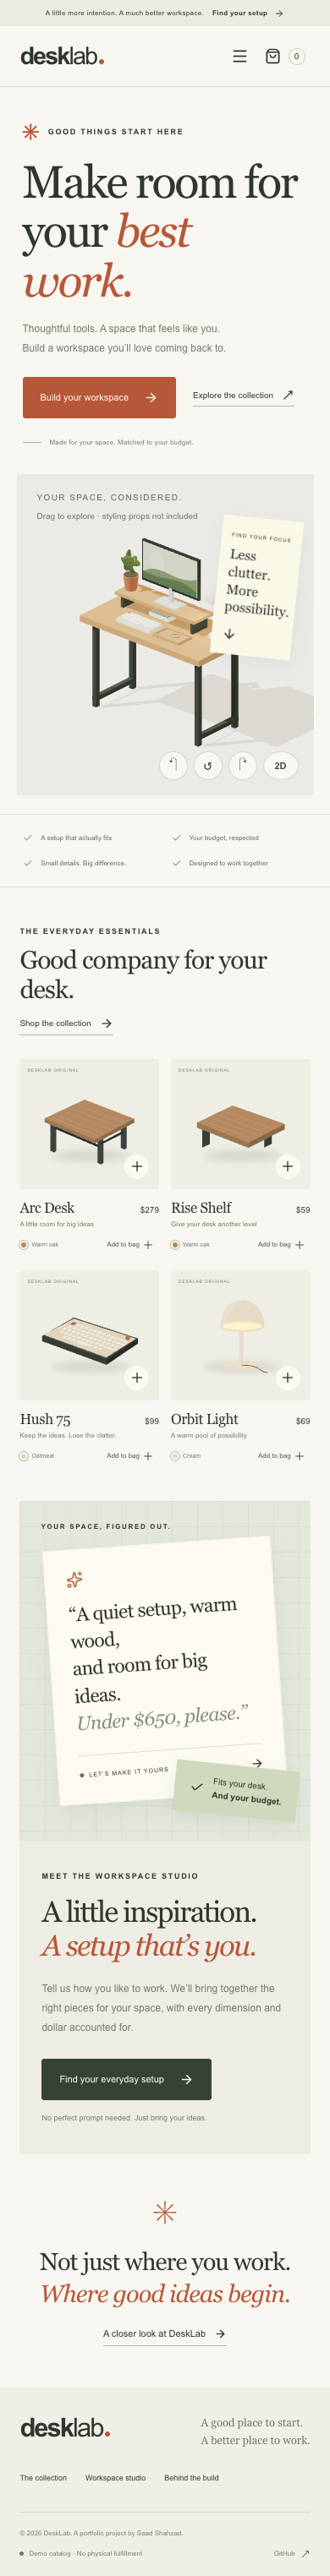 A little more intention. A much better workspace. Find your setup →
desklab.
0
GOOD THINGS START HERE
Make room for
your best
work.
Thoughtful tools. A space that feels like you.
Build a workspace you'll love coming back to.
Build your workspace →
Explore the collection ↗
Made for your space. Matched to your budget.
YOUR SPACE, CONSIDERED.
Drag to explore · styling props not included
FIND YOUR FOCUS
Less
clutter.
More
possibility.
↓
↺ 2D
A setup that actually fits
Your budget, respected
Small details. Big difference.
Designed to work together
THE EVERYDAY ESSENTIALS
Good company for your
desk.
Shop the collection →
DESKLAB ORIGINAL
DESKLAB ORIGINAL
Arc Desk $279
A little room for big ideas
Warm oak Add to bag +
Rise Shelf $59
Give your desk another level
Warm oak Add to bag +
DESKLAB ORIGINAL
DESKLAB ORIGINAL
Hush 75 $99
Keep the ideas. Lose the clatter.
Oatmeal Add to bag +
Orbit Light $69
A warm pool of possibility
Cream Add to bag +
YOUR SPACE, FIGURED OUT.
“A quiet setup, warm
wood,
and room for big
ideas.
Under $650, please.”
LET'S MAKE IT YOURS →
Fits your desk.
And your budget.
MEET THE WORKSPACE STUDIO
A little inspiration.
A setup that’s you.
Tell us how you like to work. We’ll bring together the
right pieces for your space, with every dimension and
dollar accounted for.
Find your everyday setup →
No perfect prompt needed. Just bring your ideas.
Not just where you work.
Where good ideas begin.
A closer look at DeskLab →
desklab.
A good place to start.
A better place to work.
The collection
Workspace studio
Behind the build
© 2026 DeskLab. A portfolio project by Saad Shahzad.
Demo catalog · No physical fulfillment
GitHub ↗